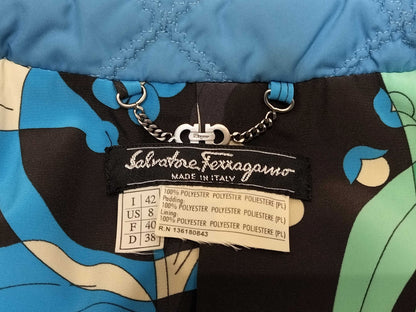 Salvatore Ferragamo
MADE IN ITALY
I 42
US 8
F 40
D 38
100% POLYESTER POLYESTER POLIESTERE [PL]
Padding:
100% POLYESTER POLYESTER POLIESTERE [PL]
Lining:
100% POLYESTER POLYESTER POLIESTERE [PL]
R.N 136180843